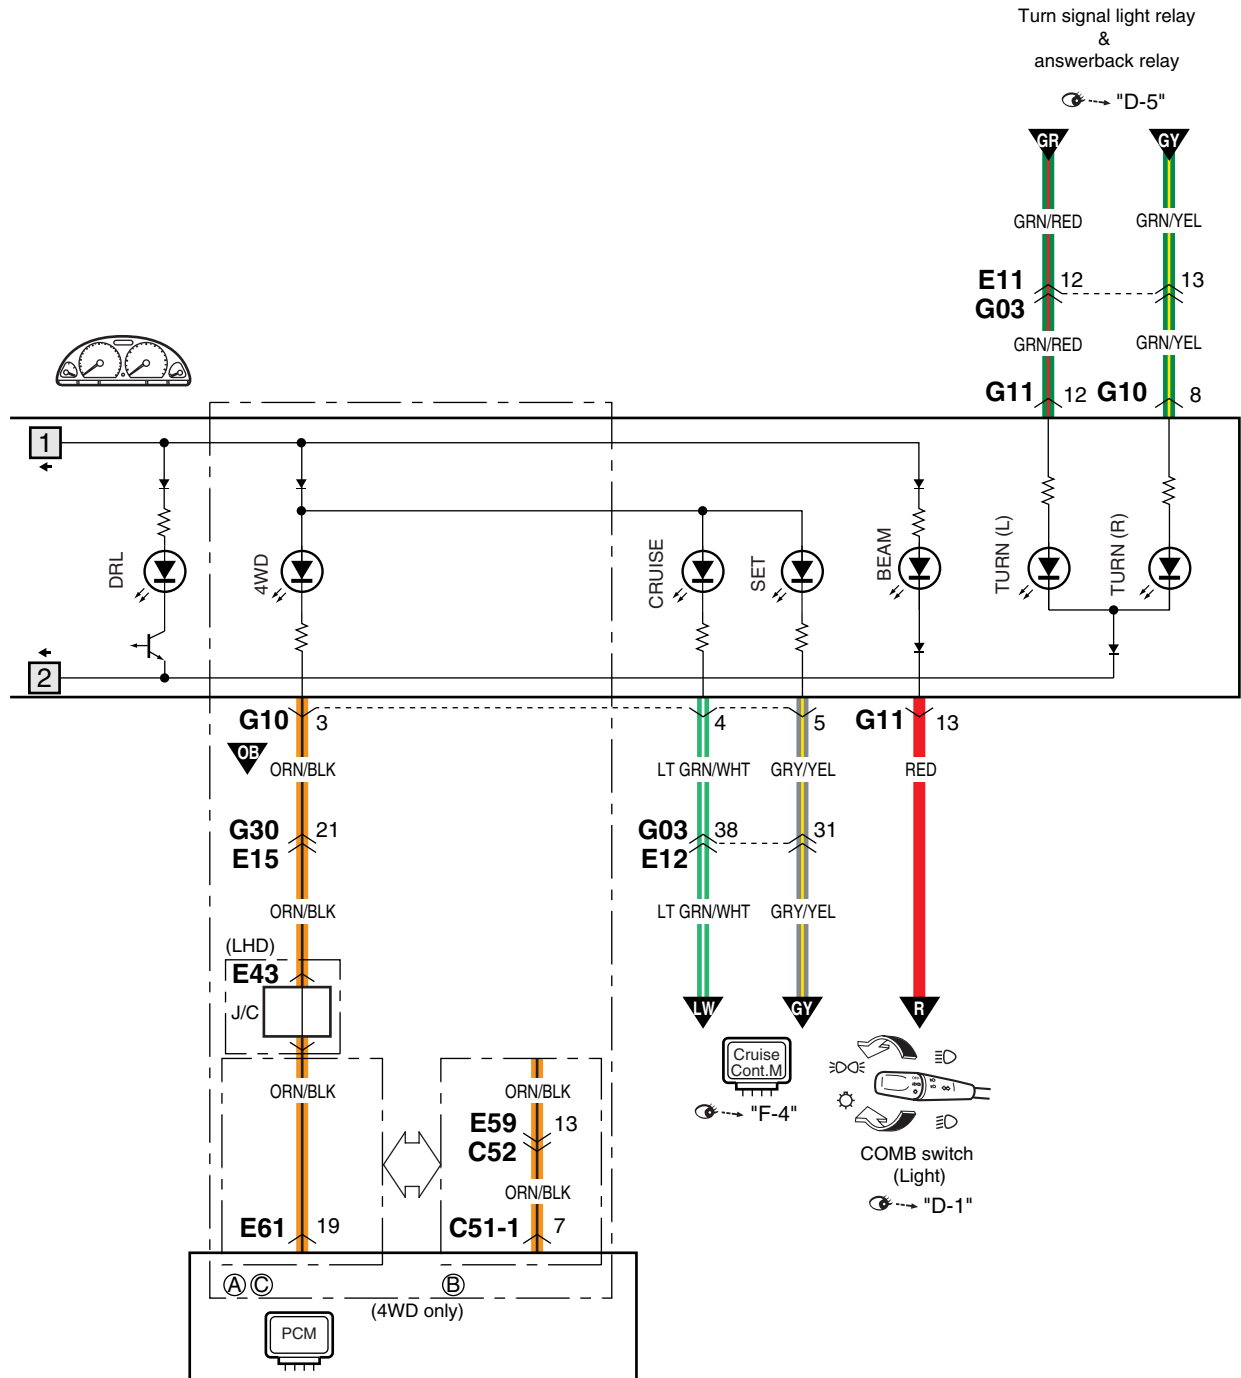 Turn signal light relay
&
answerback relay
"D-5"
GR
GY
GRN/RED
GRN/YEL
E11
12
13
G03
GRN/RED
GRN/YEL
G11
12
G10
8
1
DRL
4WD
CRUISE
SET
BEAM
TURN (L)
TURN (R)
2
G10
3
4
5
G11
13
OB
ORN/BLK
LT GRN/WHT
GRY/YEL
RED
G30
21
E15
G03
38
31
E12
ORN/BLK
LT GRN/WHT
GRY/YEL
(LHD)
E43
J/C
LW
GY
R
Cruise
Cont.M
"F-4"
ORN/BLK
ORN/BLK
E59
13
C52
COMB switch
(Light)
"D-1"
ORN/BLK
E61
19
C51-1
7
A
C
B
(4WD only)
PCM